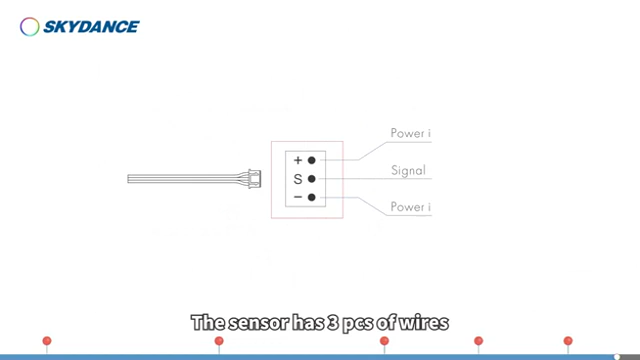 SKYDANCE
+ Power i
S Signal
− Power i
The sensor has 3 pcs of wires